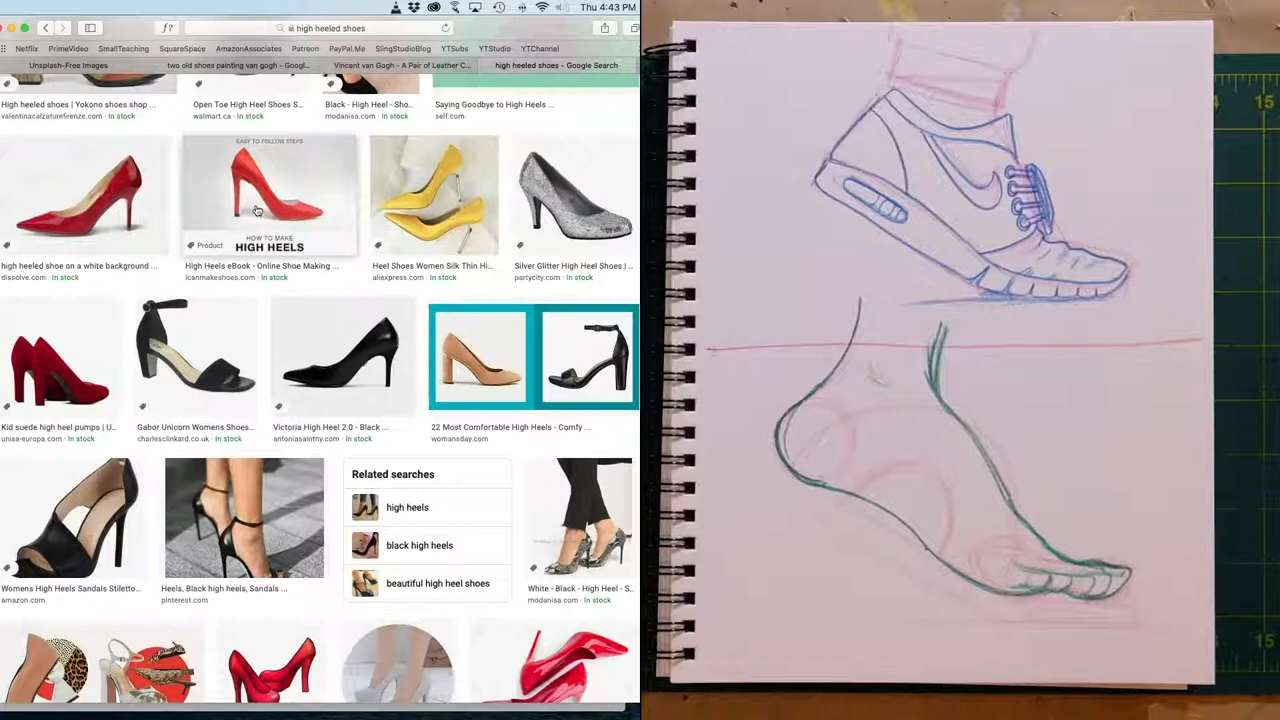 Thu 4:43 PM
high heeled shoes
Netflix PrimeVideo SmallTeaching SquareSpace AmazonAssociates Patreon PayPal.Me SlingStudioBlog YTSubs YTStudio YTChannel
Unsplash-Free Images two old shoes painting van gogh - Googl... Vincent van Gogh - A Pair of Leather C... high heeled shoes - Google Search
High heeled shoes | Yokono shoes shop ... Open Toe High Heel Shoes S... Black - High Heel - Sho... Saying Goodbye to High Heels ...
valentinacalzaturefirenze.com · In stock walmart.ca · In stock modanisa.com · In stock self.com
EASY TO FOLLOW STEPS
HOW TO MAKE
Product HIGH HEELS
high heeled shoe on a white background ... High Heels eBook - Online Shoe Making ... Heel Shoes Women Silk Thin Hi... Silver Glitter High Heel Shoes | ...
dissolve.com · In stock icanmakeshoes.com · In stock aliexpress.com · In stock partycity.com · In stock
Kid suede high heel pumps | U... Gabor Unicorn Womens Shoes... Victoria High Heel 2.0 - Black ... 22 Most Comfortable High Heels - Comfy ...
unisa-europa.com · In stock charlesclinkard.co.uk · In stock antoniasaintny.com · In stock womansday.com
Related searches
high heels
black high heels
beautiful high heel shoes
Womens High Heels Sandals Stiletto... Heels, Black high heels, Sandals ... White - Black - High Heel - S...
amazon.com pinterest.com modanisa.com · In stock
15
15